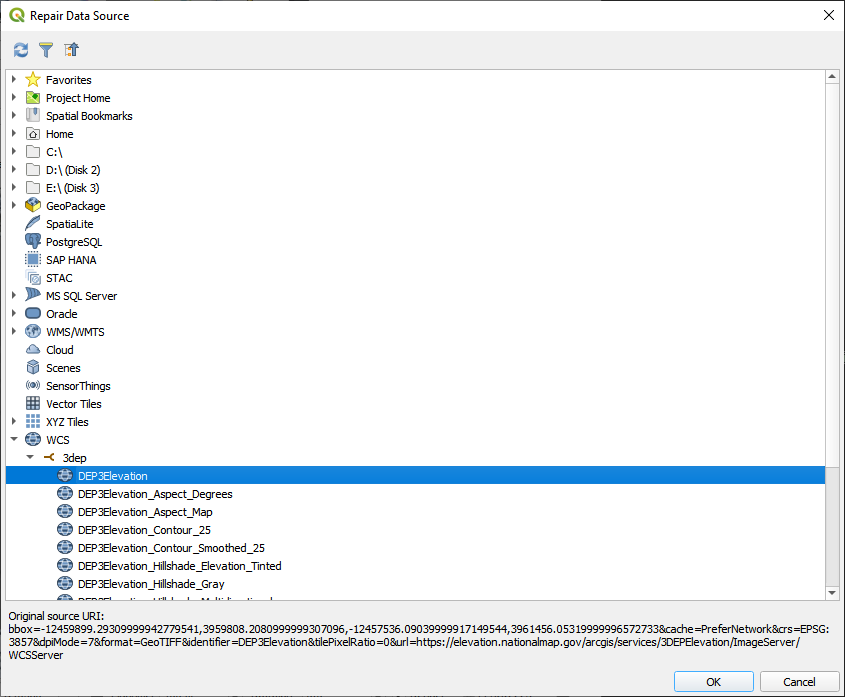 Repair Data Source
Favorites
Project Home
Spatial Bookmarks
Home
C:\
D:\ (Disk 2)
E:\ (Disk 3)
GeoPackage
SpatiaLite
PostgreSQL
SAP HANA
STAC
MS SQL Server
Oracle
WMS/WMTS
Cloud
Scenes
SensorThings
Vector Tiles
XYZ Tiles
WCS
3dep
DEP3Elevation
DEP3Elevation_Aspect_Degrees
DEP3Elevation_Aspect_Map
DEP3Elevation_Contour_25
DEP3Elevation_Contour_Smoothed_25
DEP3Elevation_Hillshade_Elevation_Tinted
DEP3Elevation_Hillshade_Gray
Original source URI:
bbox=-12459899.29309999942779541,3959808.2080999999307096,-12457536.09039999917149544,3961456.05319999996572733&cache=PreferNetwork&crs=EPSG:
3857&dpiMode=7&format=GeoTIFF&identifier=DEP3Elevation&tilePixelRatio=0&url=https://elevation.nationalmap.gov/arcgis/services/3DEPElevation/ImageServer/
WCSServer
OK
Cancel